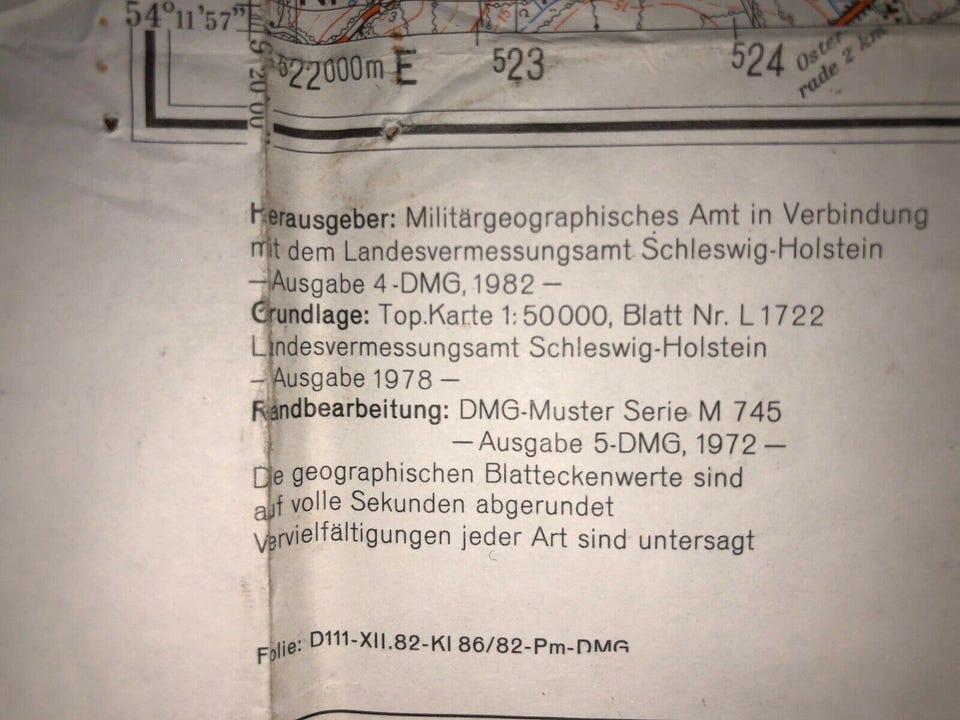 54°11'57"
522000m E 523 524 Oster
rade 2 km
Herausgeber: Militärgeographisches Amt in Verbindung
mit dem Landesvermessungsamt Schleswig-Holstein
— Ausgabe 4-DMG, 1982 —
Grundlage: Top.Karte 1:50000, Blatt Nr. L 1722
Landesvermessungsamt Schleswig-Holstein
— Ausgabe 1978 —
Randbearbeitung: DMG-Muster Serie M 745
— Ausgabe 5-DMG, 1972 —
Die geographischen Blatteckenwerte sind
auf volle Sekunden abgerundet
Vervielfältigungen jeder Art sind untersagt
Folie: D111-XII.82-Kl 86/82-Pm-DMG